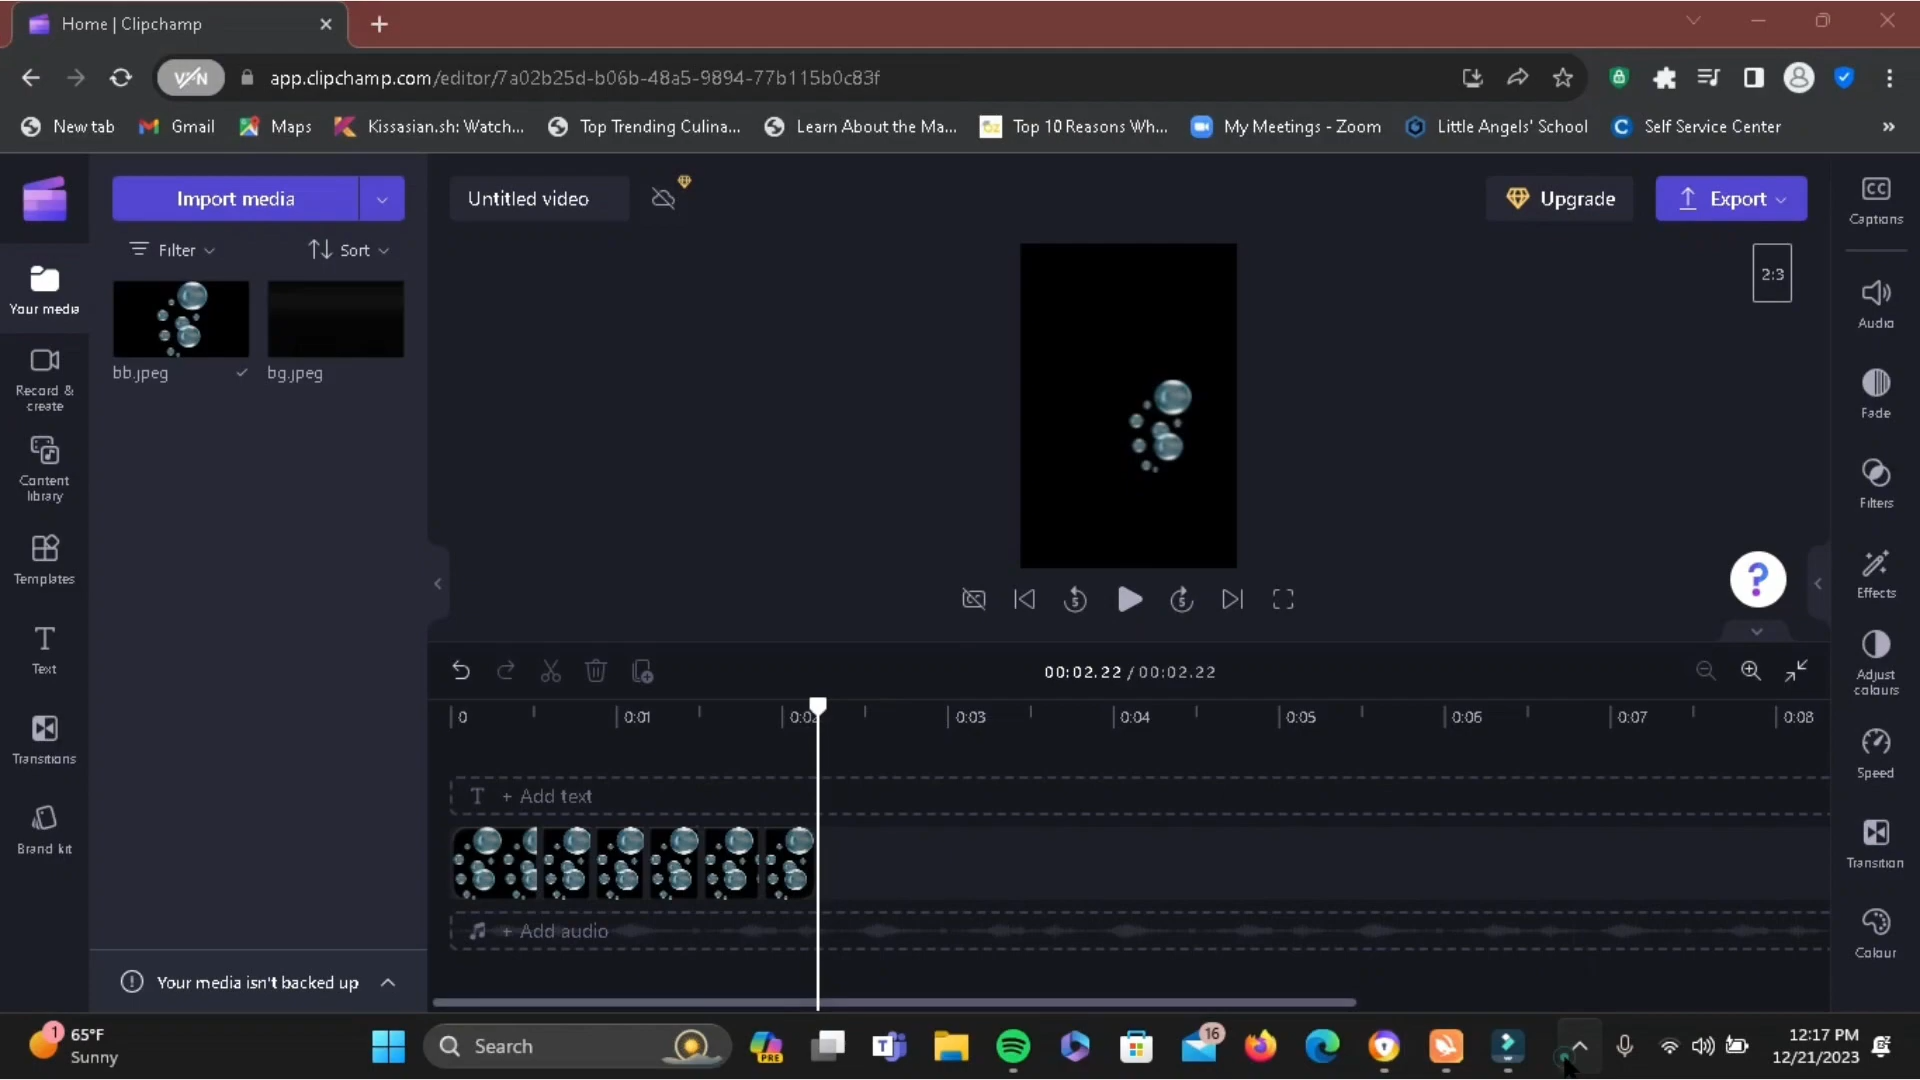 Home | Clipchamp
app.clipchamp.com/editor/7a02b25d-b06b-48a5-9894-77b115b0c83f
New tab
Gmail
Maps
Kissasian.sh: Watch...
Top Trending Culina...
Learn About the Ma...
Top 10 Reasons Wh...
My Meetings - Zoom
Little Angels' School
Self Service Center
Import media
Untitled video
Upgrade
Export
CC
Captions
Filter
Sort
2:3
Your media
bb.jpeg
bg.jpeg
Audio
Record & create
Fade
Content library
Filters
Templates
Effects
5
5
?
Text
00:02.22 / 00:02.22
Adjust colours
0
0:01
0:02
0:03
0:04
0:05
0:06
0:07
0:08
Transitions
Speed
T + Add text
Brand kit
Transition
+ Add audio
Colour
Your media isn't backed up
1
65°F
Sunny
Search
PRE
T
16
12:17 PM
12/21/2023